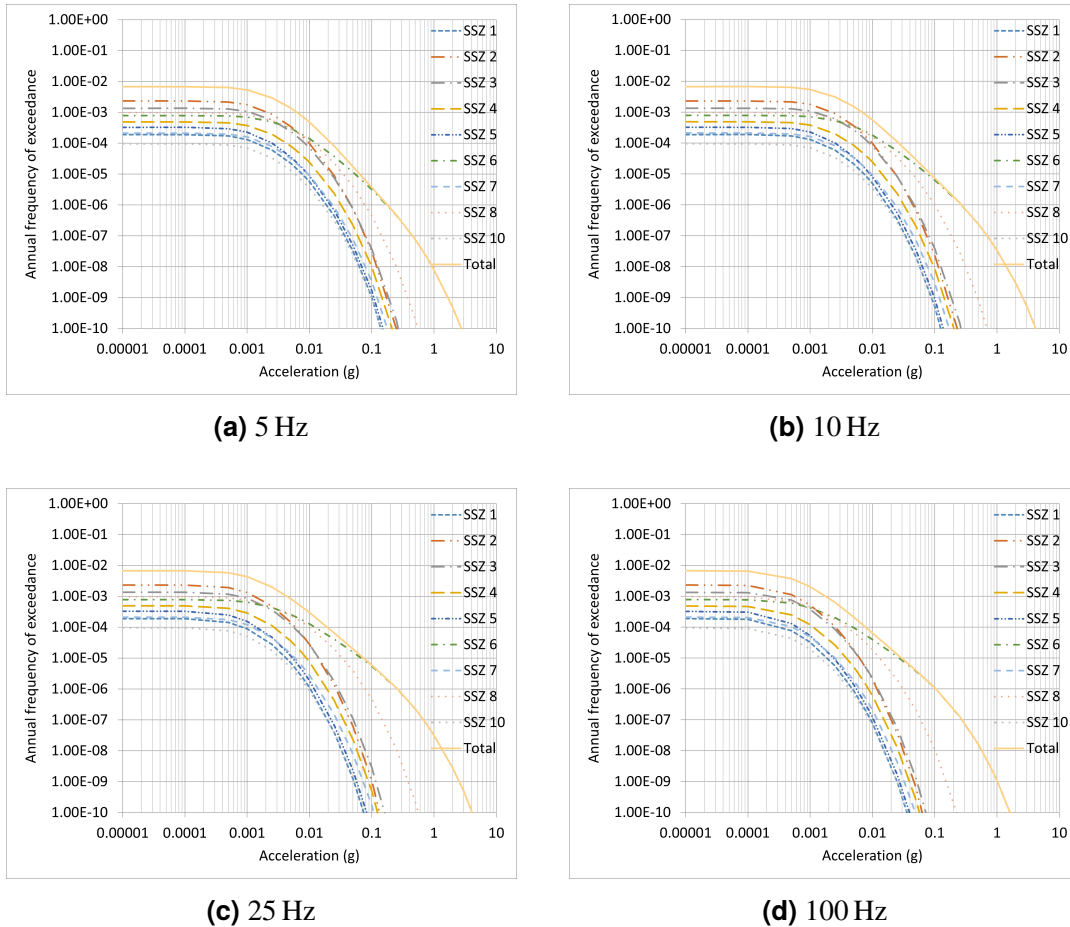 1.00E+00
1.00E-01
1.00E-02
1.00E-03
1.00E-04
1.00E-05
1.00E-06
1.00E-07
1.00E-08
1.00E-09
1.00E-10
Annual frequency of exceedance
0.00001 0.0001 0.001 0.01 0.1 1 10
Acceleration (g)
SSZ 1
SSZ 2
SSZ 3
SSZ 4
SSZ 5
SSZ 6
SSZ 7
SSZ 8
SSZ 10
Total
(a) 5 Hz
1.00E+00
1.00E-01
1.00E-02
1.00E-03
1.00E-04
1.00E-05
1.00E-06
1.00E-07
1.00E-08
1.00E-09
1.00E-10
Annual frequency of exceedance
0.00001 0.0001 0.001 0.01 0.1 1 10
Acceleration (g)
SSZ 1
SSZ 2
SSZ 3
SSZ 4
SSZ 5
SSZ 6
SSZ 7
SSZ 8
SSZ 10
Total
(b) 10 Hz
1.00E+00
1.00E-01
1.00E-02
1.00E-03
1.00E-04
1.00E-05
1.00E-06
1.00E-07
1.00E-08
1.00E-09
1.00E-10
Annual frequency of exceedance
0.00001 0.0001 0.001 0.01 0.1 1 10
Acceleration (g)
SSZ 1
SSZ 2
SSZ 3
SSZ 4
SSZ 5
SSZ 6
SSZ 7
SSZ 8
SSZ 10
Total
(c) 25 Hz
1.00E+00
1.00E-01
1.00E-02
1.00E-03
1.00E-04
1.00E-05
1.00E-06
1.00E-07
1.00E-08
1.00E-09
1.00E-10
Annual frequency of exceedance
0.00001 0.0001 0.001 0.01 0.1 1 10
Acceleration (g)
SSZ 1
SSZ 2
SSZ 3
SSZ 4
SSZ 5
SSZ 6
SSZ 7
SSZ 8
SSZ 10
Total
(d) 100 Hz